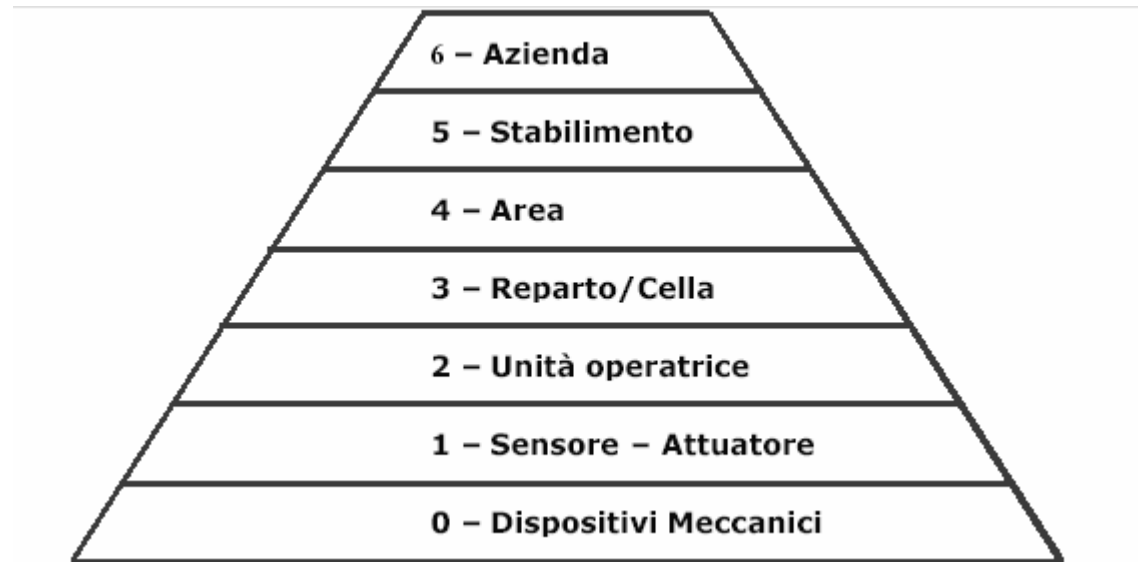 6 – Azienda
5 – Stabilimento
4 – Area
3 – Reparto/Cella
2 – Unità operatrice
1 – Sensore – Attuatore
0 – Dispositivi Meccanici